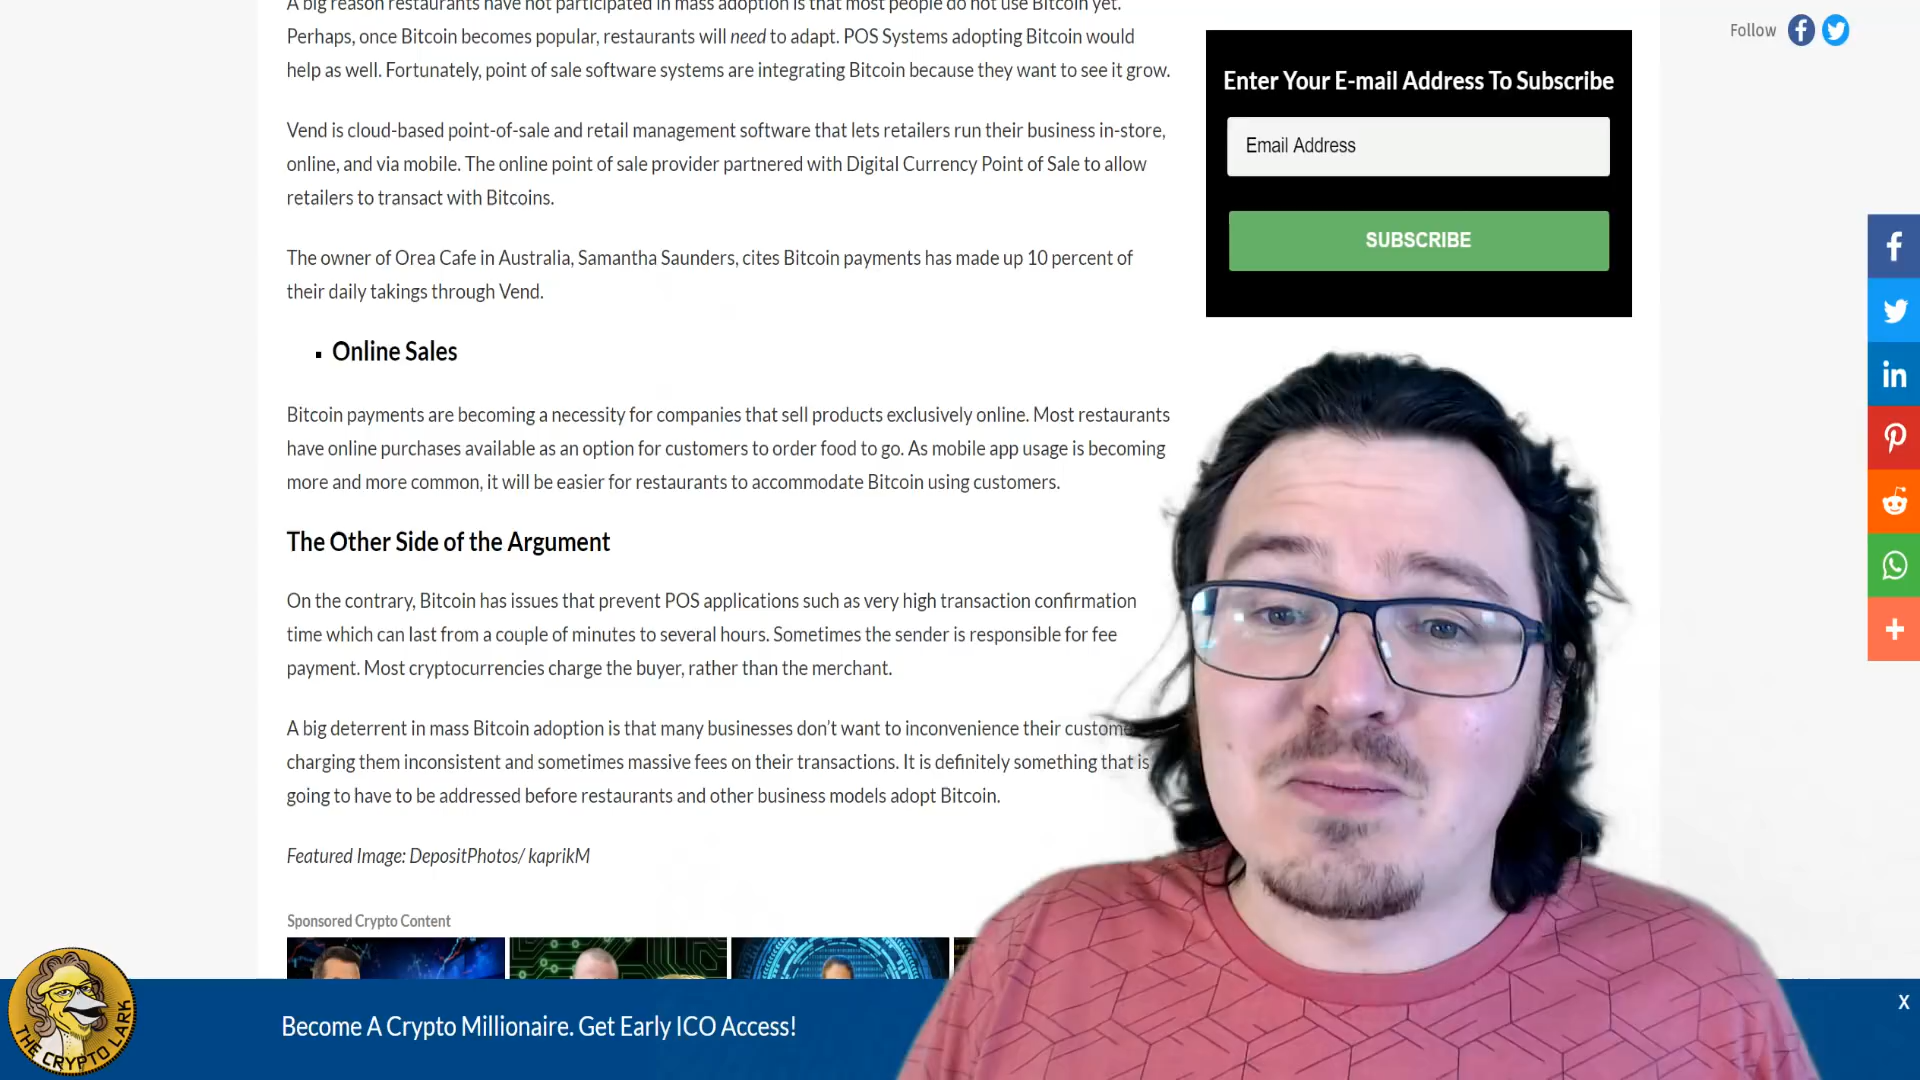 A big reason restaurants have not participated in mass adoption is that most people do not use Bitcoin yet.
Perhaps, once Bitcoin becomes popular, restaurants will need to adapt. POS Systems adopting Bitcoin would
help as well. Fortunately, point of sale software systems are integrating Bitcoin because they want to see it grow.
Vend is cloud-based point-of-sale and retail management software that lets retailers run their business in-store,
online, and via mobile. The online point of sale provider partnered with Digital Currency Point of Sale to allow
retailers to transact with Bitcoins.
The owner of Orea Cafe in Australia, Samantha Saunders, cites Bitcoin payments has made up 10 percent of
their daily takings through Vend.
Online Sales
Bitcoin payments are becoming a necessity for companies that sell products exclusively online. Most restaurants
have online purchases available as an option for customers to order food to go. As mobile app usage is becoming
more and more common, it will be easier for restaurants to accommodate Bitcoin using customers.
The Other Side of the Argument
On the contrary, Bitcoin has issues that prevent POS applications such as very high transaction confirmation
time which can last from a couple of minutes to several hours. Sometimes the sender is responsible for fee
payment. Most cryptocurrencies charge the buyer, rather than the merchant.
A big deterrent in mass Bitcoin adoption is that many businesses don't want to inconvenience their
charging them inconsistent and sometimes massive fees on their transactions. It is definitely something that is
going to have to be addressed before restaurants and other business models adopt Bitcoin.
Featured Image: DepositPhotos/ kaprikM
Sponsored Crypto Content
Follow
Enter Your E-mail Address To Subscribe
Email Address
SUBSCRIBE
THE CRYPTO LARK
Become A Crypto Millionaire. Get Early ICO Access!
X